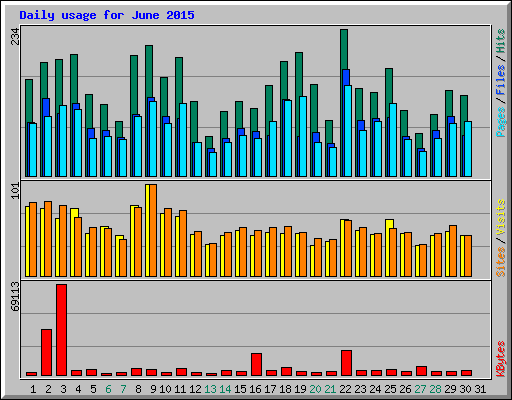 Daily usage for June 2015
234
Pages / Files / Hits
101
Sites / Visits
69113
KBytes
1 2 3 4 5 6 7 8 9 10 11 12 13 14 15 16 17 18 19 20 21 22 23 24 25 26 27 28 29 30 31